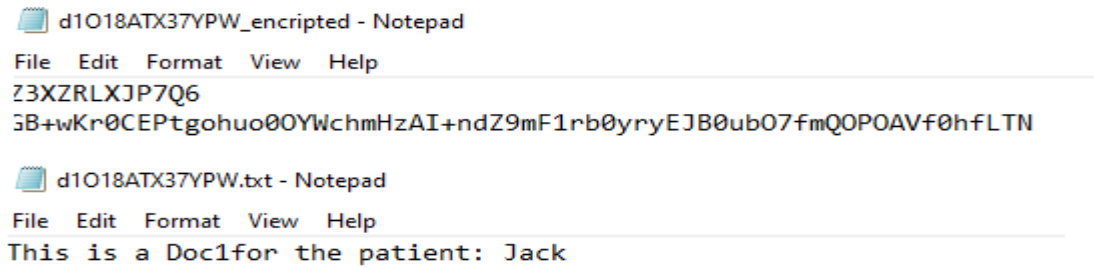 d1O18ATX37YPW_encripted - Notepad
File Edit Format View Help
Z3XZRLXJP7Q6
GB+wKr0CEPtgohuo0OYWchmHzAI+ndZ9mF1rb0yryEJB0ubO7fmQOPOAVf0hfLTN
d1O18ATX37YPW.txt - Notepad
File Edit Format View Help
This is a Doc1for the patient: Jack